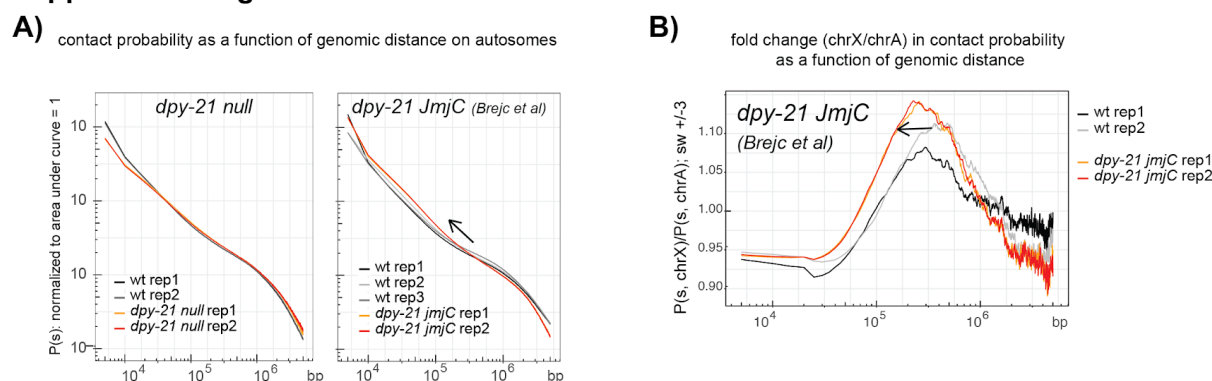 A)
contact probability as a function of genomic distance on autosomes
P(s): normalized to area under curve = 1
dpy-21 null
10
10
10
10
wt rep1
wt rep2
dpy-21 null rep1
dpy-21 null rep2
10⁴
10⁵
10⁶
bp
dpy-21 JmjC (Brejc et al)
wt rep1
wt rep2
wt rep3
dpy-21 jmjC rep1
dpy-21 jmjC rep2
10⁴
10⁵
10⁶
bp
B)
fold change (chrX/chrA) in contact probability
as a function of genomic distance
P(s, chrX)/P(s, chrA); sw +/-3
1.10
1.05
1.00
0.95
0.90
dpy-21 JmjC
(Brejc et al)
10⁴
10⁵
10⁶
bp
wt rep1
wt rep2
dpy-21 jmjC rep1
dpy-21 jmjC rep2